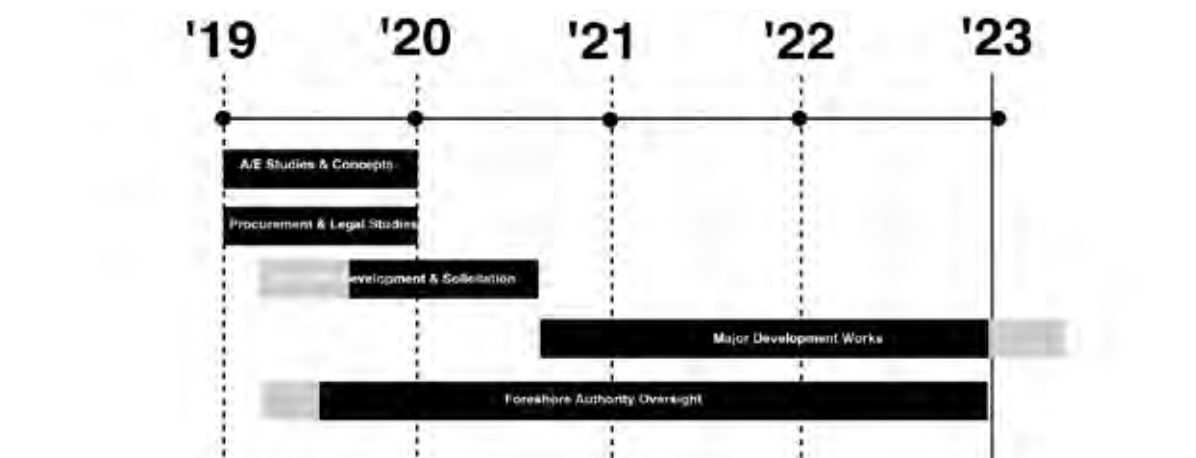 '19 '20 '21 '22 '23
A/E Studies & Concepts
Procurement & Legal Studies
evelopment & Solicitation
Major Development Works
Foreshore Authority Oversight